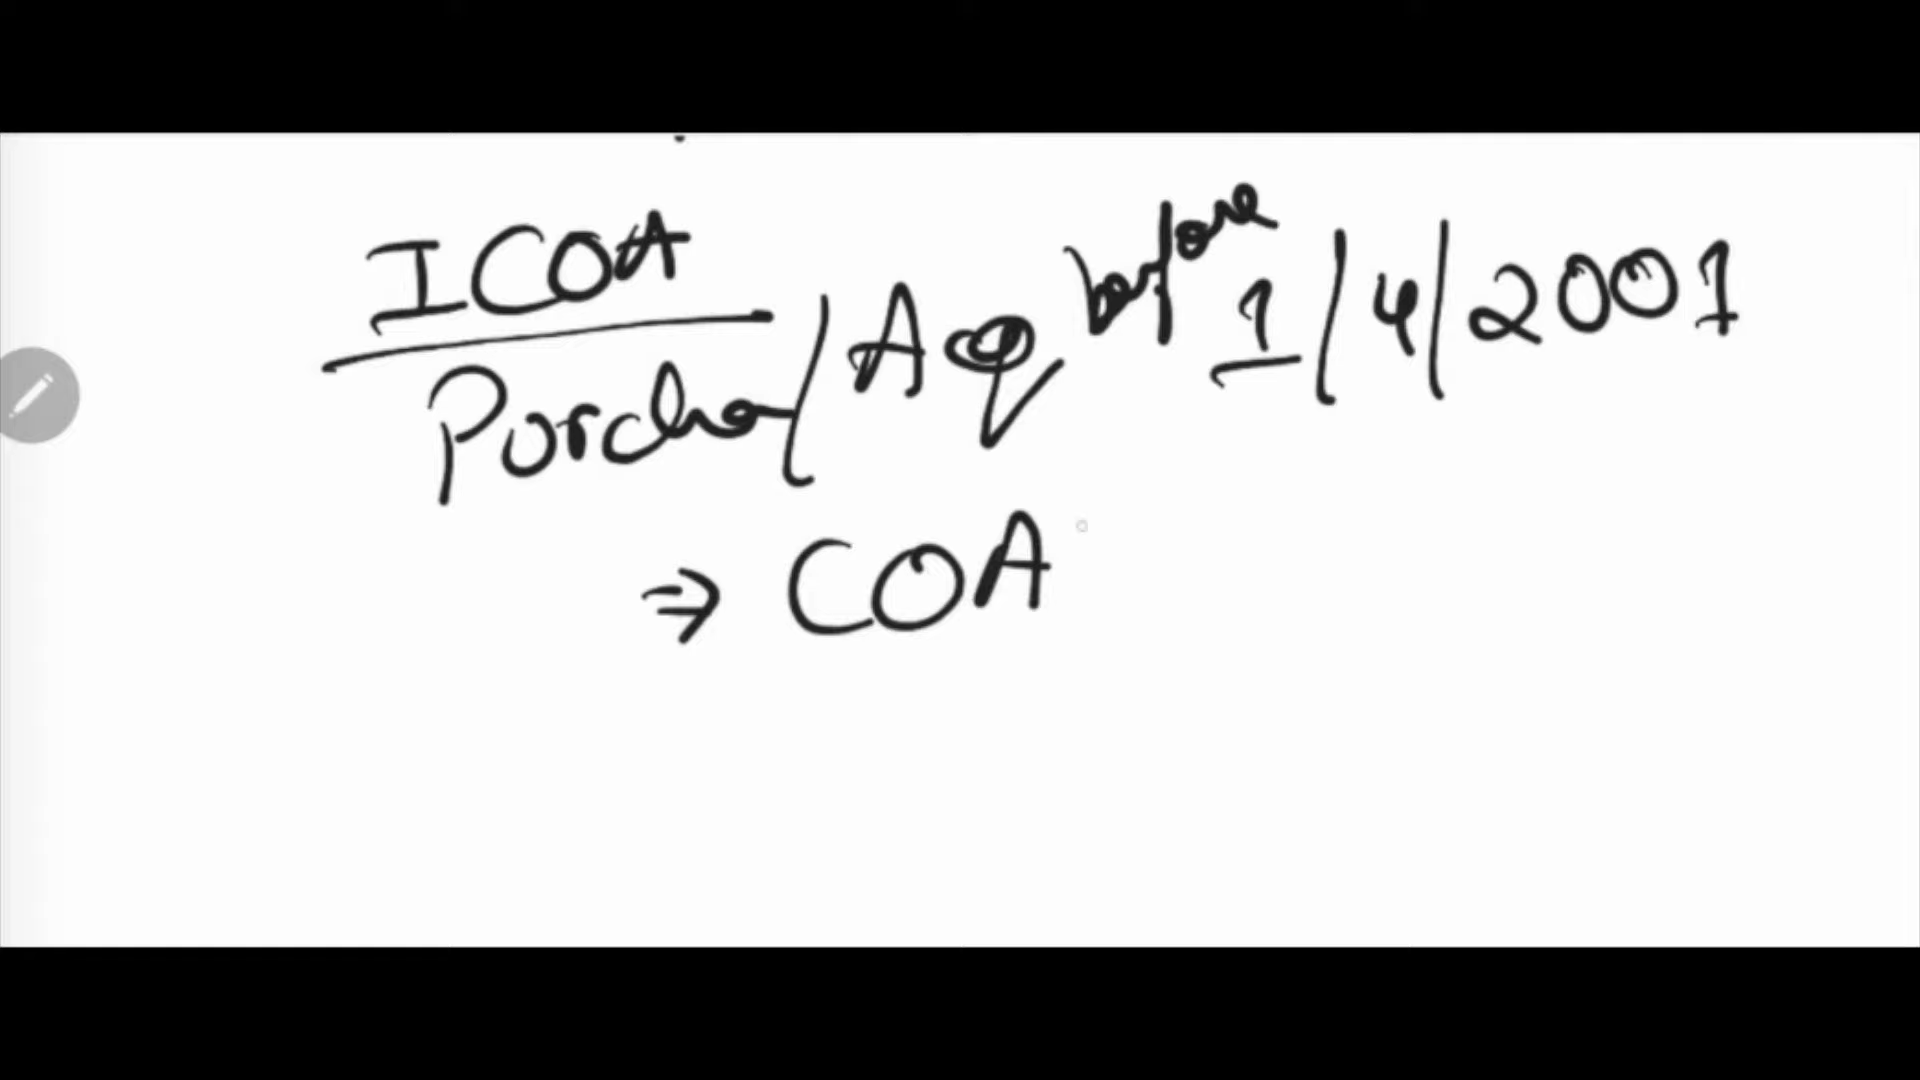 ICOA
Purcha/Aq before 1/4/2001
⇒ COA